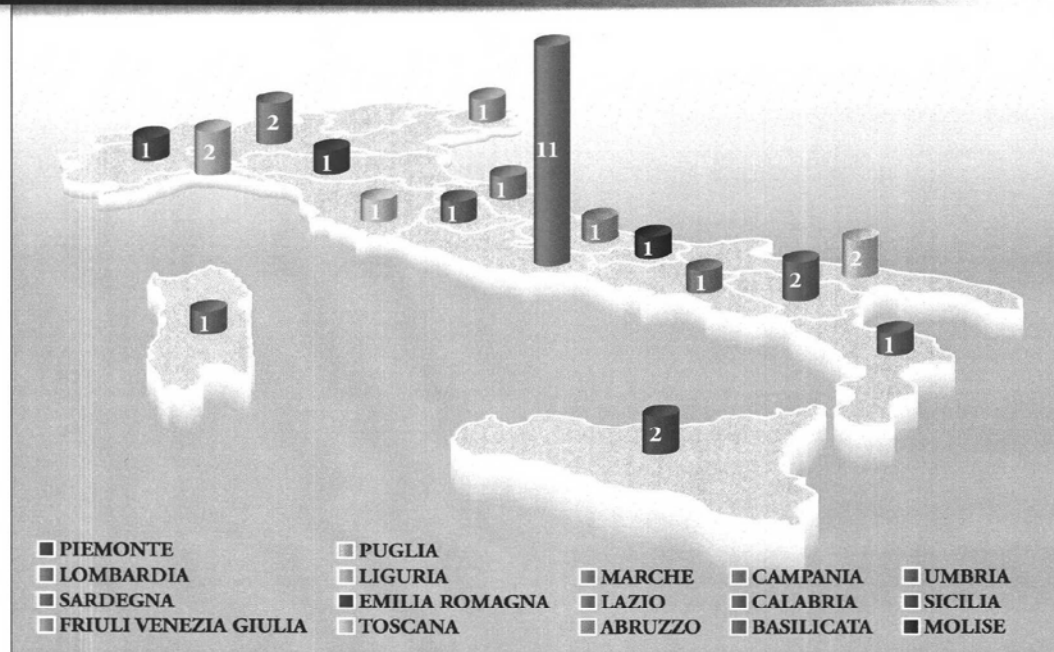 11
2
1
1
2
1
1
1
1
1
1
1
2
2
1
1
2
PIEMONTE
LOMBARDIA
SARDEGNA
FRIULI VENEZIA GIULIA
PUGLIA
LIGURIA
EMILIA ROMAGNA
TOSCANA
MARCHE
LAZIO
ABRUZZO
CAMPANIA
CALABRIA
BASILICATA
UMBRIA
SICILIA
MOLISE